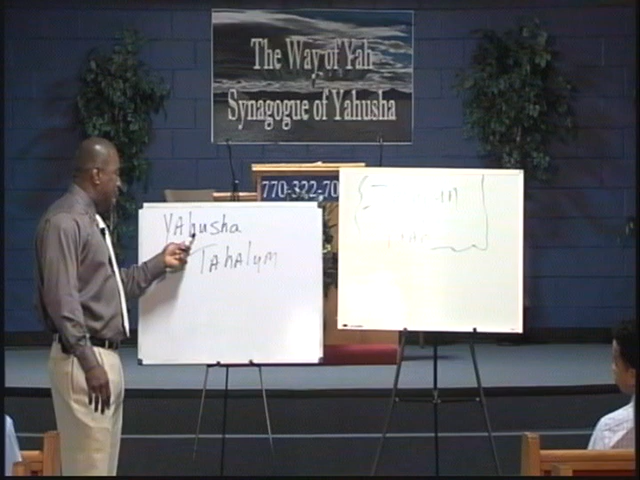 The Way of Yah
Synagogue of Yahusha
770-322-70
YAhusha
TAhAlym